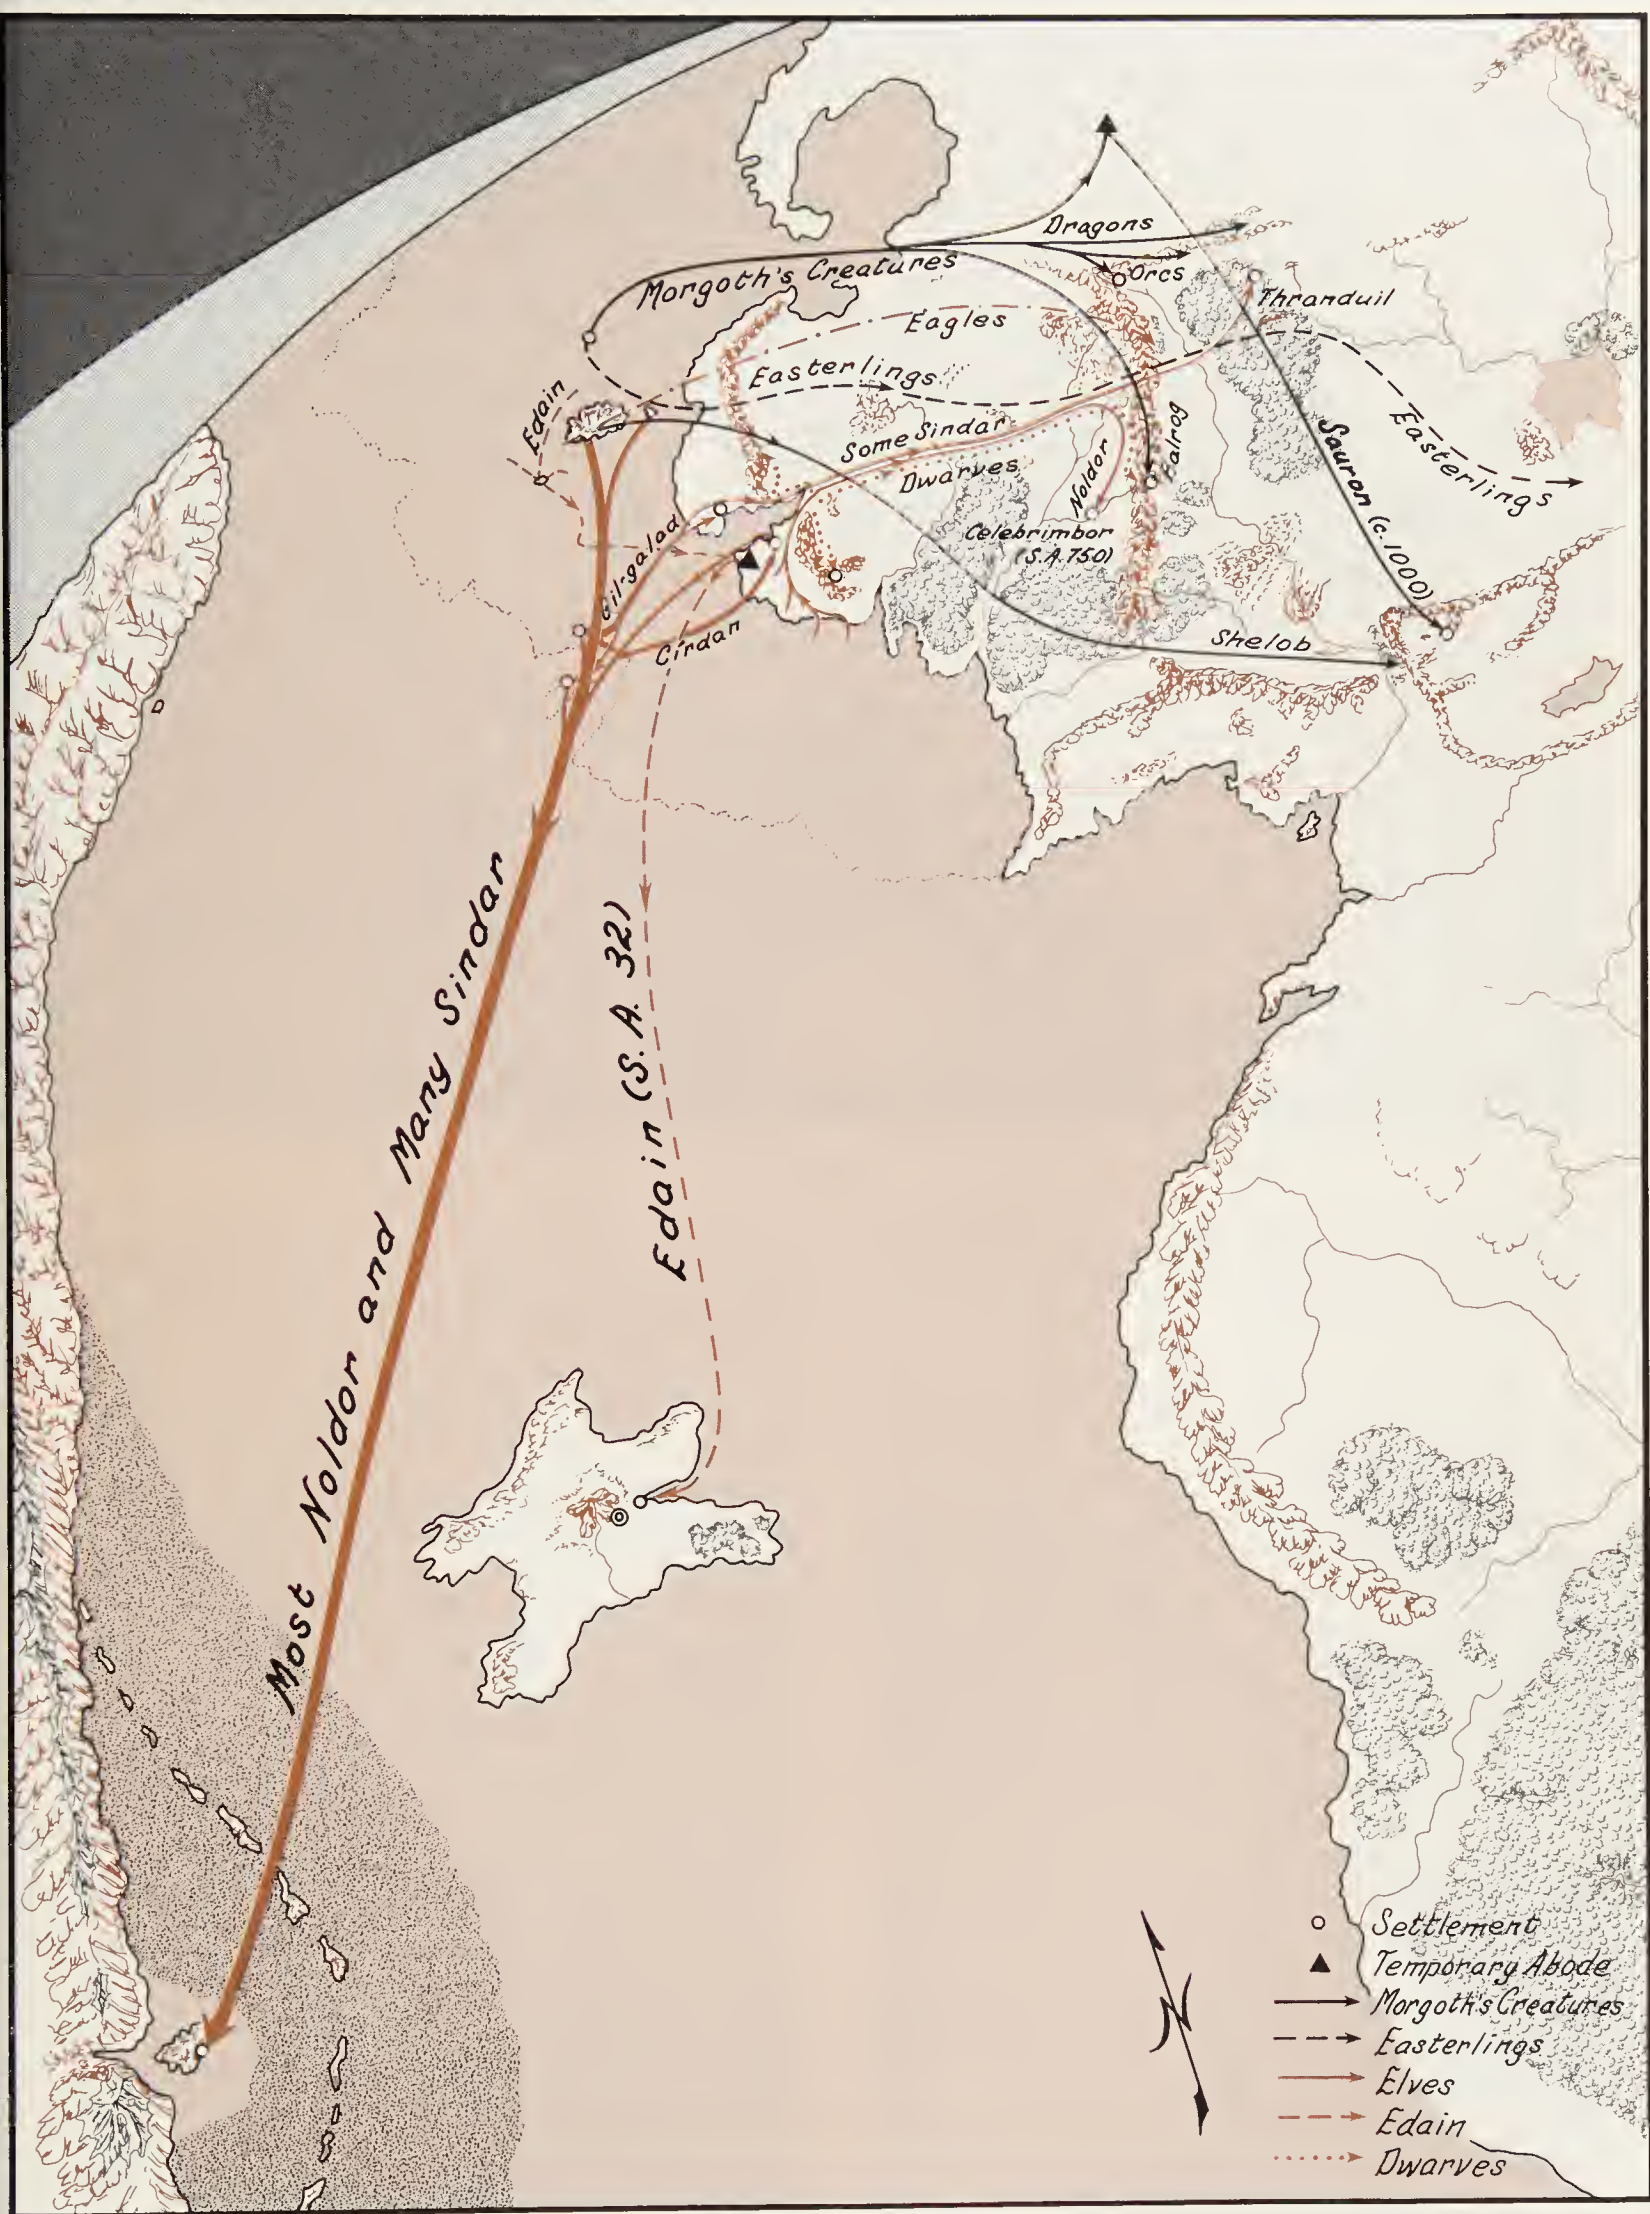 Dragons
Orcs
Morgoth's Creatures
Thranduil
Eagles
Easterlings
Edain
Some Sindar
Dwarves
Noldor
Balrog
Sauron (c. 1000)
Easterlings
Celebrimbor
(S.A. 750)
Gil-galad
Círdan
Shelob
Most Noldor and Many Sindar
Edain (S. A. 32)
N
Settlement
Temporary Abode
Morgoth's Creatures
Easterlings
Elves
Edain
Dwarves